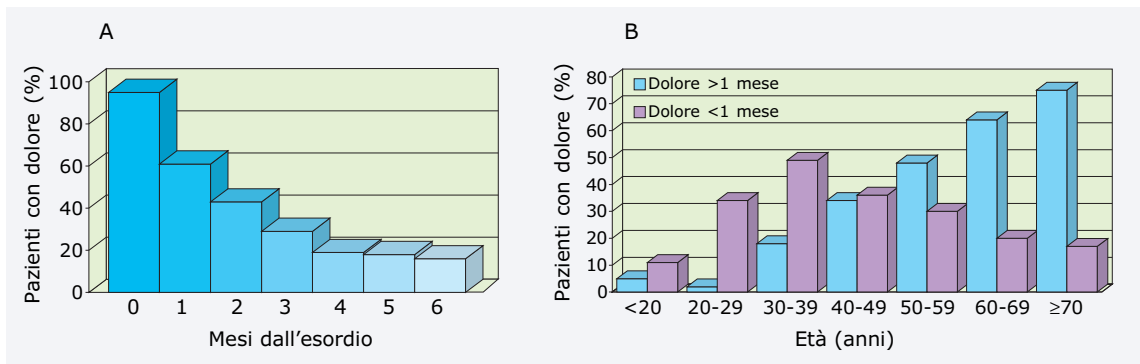 A
Pazienti con dolore (%)
100
80
60
40
20
0
0 1 2 3 4 5 6
Mesi dall'esordio
B
Pazienti con dolore (%)
80
70
60
50
40
30
20
10
0
Dolore >1 mese
Dolore <1 mese
<20 20-29 30-39 40-49 50-59 60-69 ≥70
Età (anni)